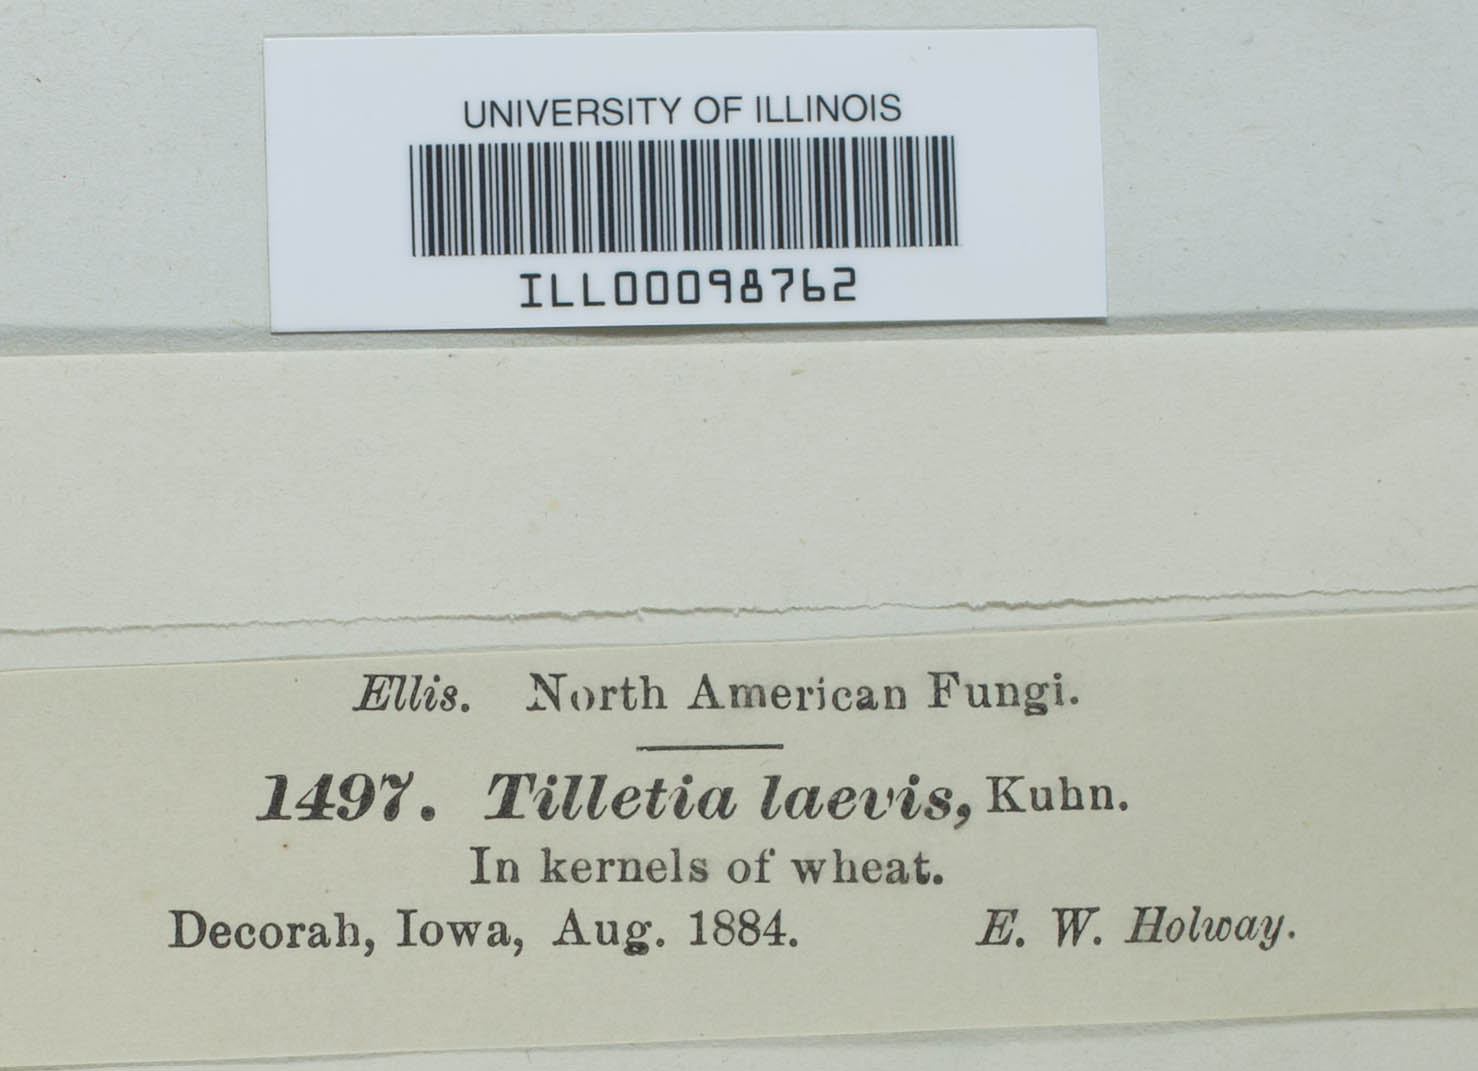 UNIVERSITY OF ILLINOIS
ILL00098762
Ellis. North American Fungi.
1497. Tilletia laevis, Kuhn.
In kernels of wheat.
Decorah, Iowa, Aug. 1884. E. W. Holway.